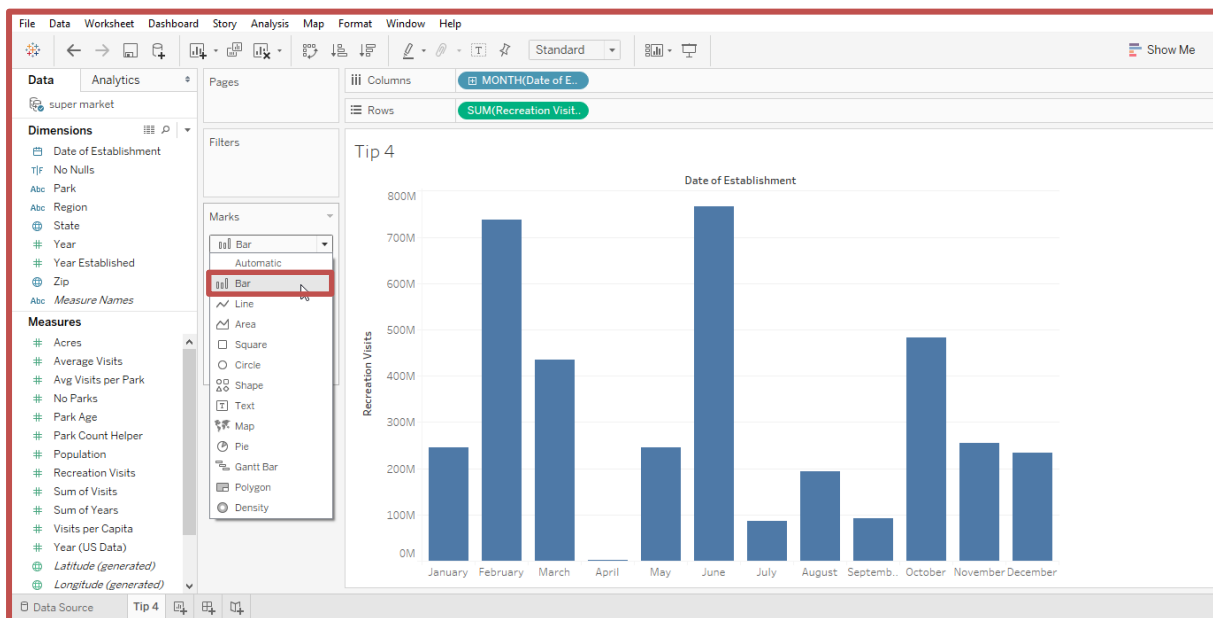 File Data Worksheet Dashboard Story Analysis Map Format Window Help
Standard
Show Me
Data Analytics
super market
Dimensions
Date of Establishment
T|F No Nulls
Abc Park
Abc Region
State
# Year
# Year Established
Zip
Abc Measure Names
Measures
# Acres
# Average Visits
# Avg Visits per Park
# No Parks
# Park Age
# Park Count Helper
# Population
# Recreation Visits
# Sum of Visits
# Sum of Years
# Visits per Capita
# Year (US Data)
Latitude (generated)
Longitude (generated)
Pages
Filters
Marks
Bar
Automatic
Bar
Line
Area
Square
Circle
Shape
Text
Map
Pie
Gantt Bar
Polygon
Density
Columns MONTH(Date of E..
Rows SUM(Recreation Visit..
Tip 4
Date of Establishment
Recreation Visits
800M
700M
600M
500M
400M
300M
200M
100M
0M
January February March April May June July August Septemb.. October November December
Data Source Tip 4